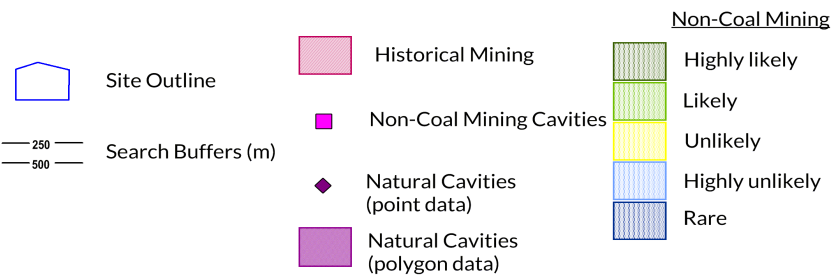 Site Outline
250
500
Search Buffers (m)
Historical Mining
Non-Coal Mining Cavities
Natural Cavities
(point data)
Natural Cavities
(polygon data)
Non-Coal Mining
Highly likely
Likely
Unlikely
Highly unlikely
Rare